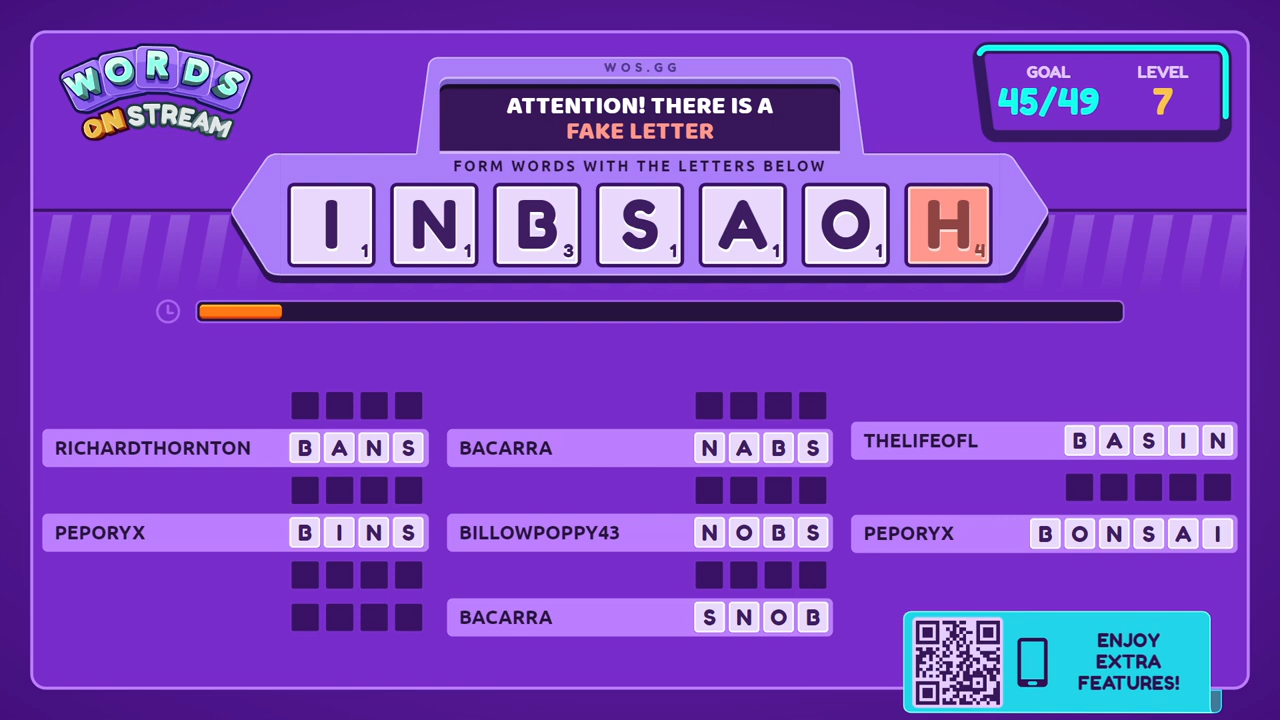 WORDS
ON STREAM
WOS.GG
ATTENTION! THERE IS A
FAKE LETTER
GOAL
45/49
LEVEL
7
FORM WORDS WITH THE LETTERS BELOW
I 1 N 1 B 3 S 1 A 1 O 1 H 4
RICHARDTHORNTON BANS
PEPORYX BINS
BACARRA NABS
BILLOWPOPPY43 NOBS
BACARRA SNOB
THELIFEOFL BASIN
PEPORYX BONSAI
ENJOY
EXTRA
FEATURES!